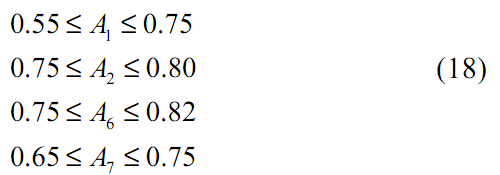 0.55 ≤ A₁ ≤ 0.75
0.75 ≤ A₂ ≤ 0.80 (18)
0.75 ≤ A₆ ≤ 0.82
0.65 ≤ A₇ ≤ 0.75